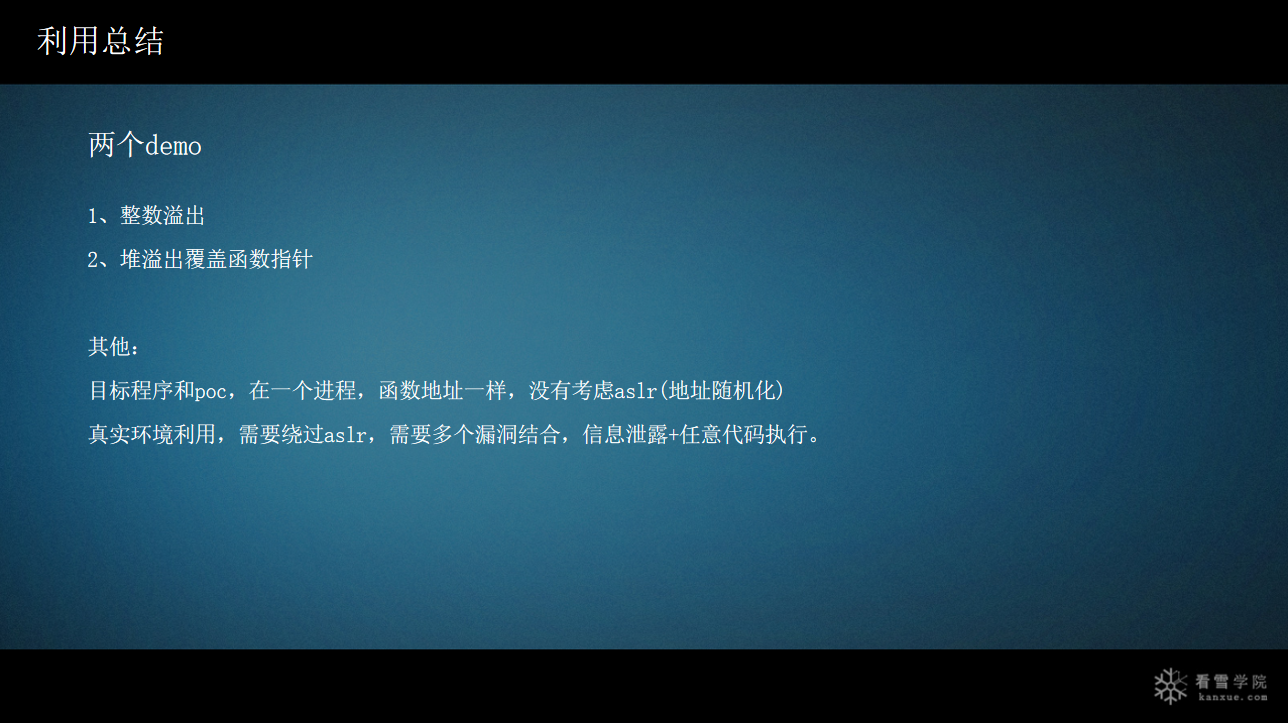 利用总结
两个demo
1、整数溢出
2、堆溢出覆盖函数指针
其他：
目标程序和poc，在一个进程，函数地址一样，没有考虑aslr(地址随机化)
真实环境利用，需要绕过aslr，需要多个漏洞结合，信息泄露+任意代码执行。
看雪学院
kanxue.com